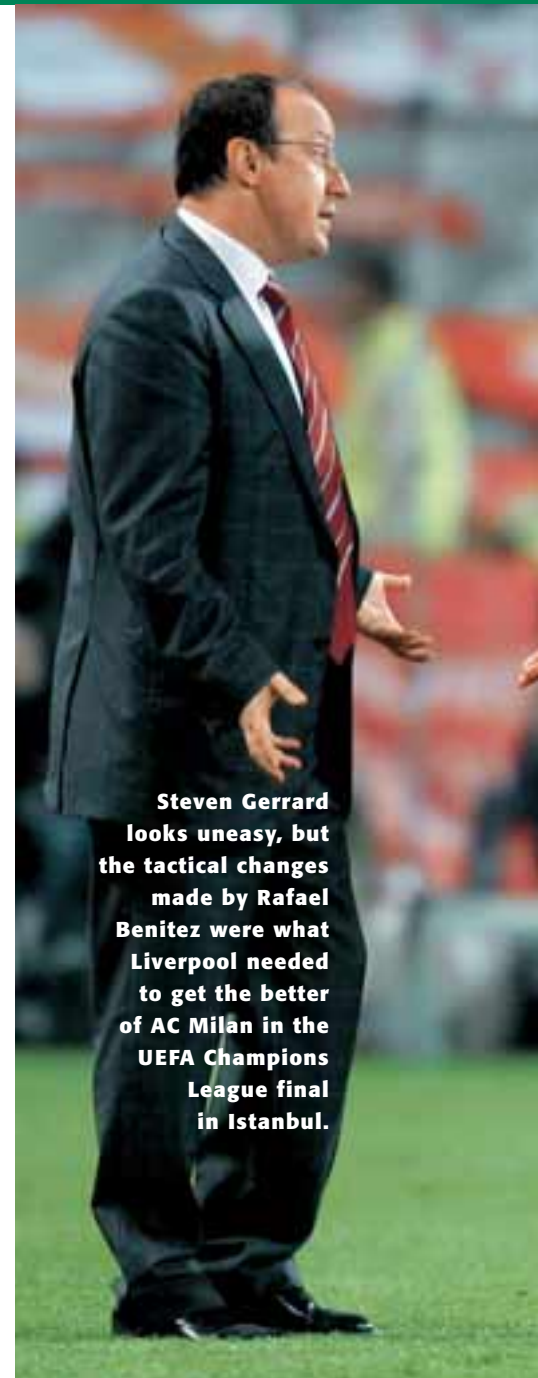 Steven Gerrard
looks uneasy, but
the tactical changes
made by Rafael
Benitez were what
Liverpool needed
to get the better
of AC Milan in the
UEFA Champions
League final
in Istanbul.